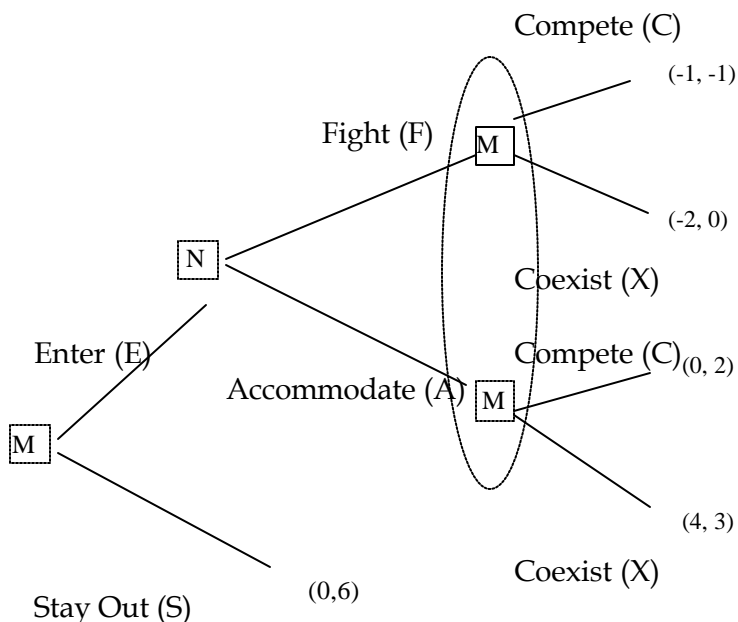 Compete (C)
(-1, -1)
Fight (F)
M
(-2, 0)
N
Coexist (X)
Enter (E)
Compete (C)
(0, 2)
Accommodate (A)
M
M
(4, 3)
Coexist (X)
(0,6)
Stay Out (S)